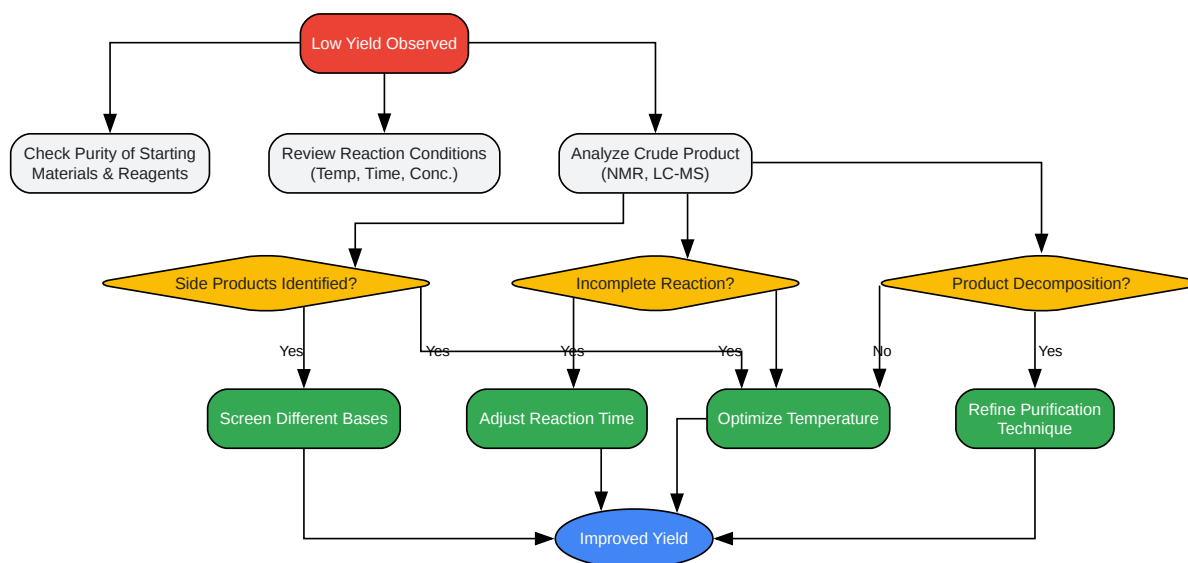 Low Yield Observed
Check Purity of Starting
Materials & Reagents
Review Reaction Conditions
(Temp, Time, Conc.)
Analyze Crude Product
(NMR, LC-MS)
Side Products Identified?
Incomplete Reaction?
Product Decomposition?
Yes
Yes
Yes
Yes
No
Yes
Screen Different Bases
Adjust Reaction Time
Optimize Temperature
Refine Purification
Technique
Improved Yield